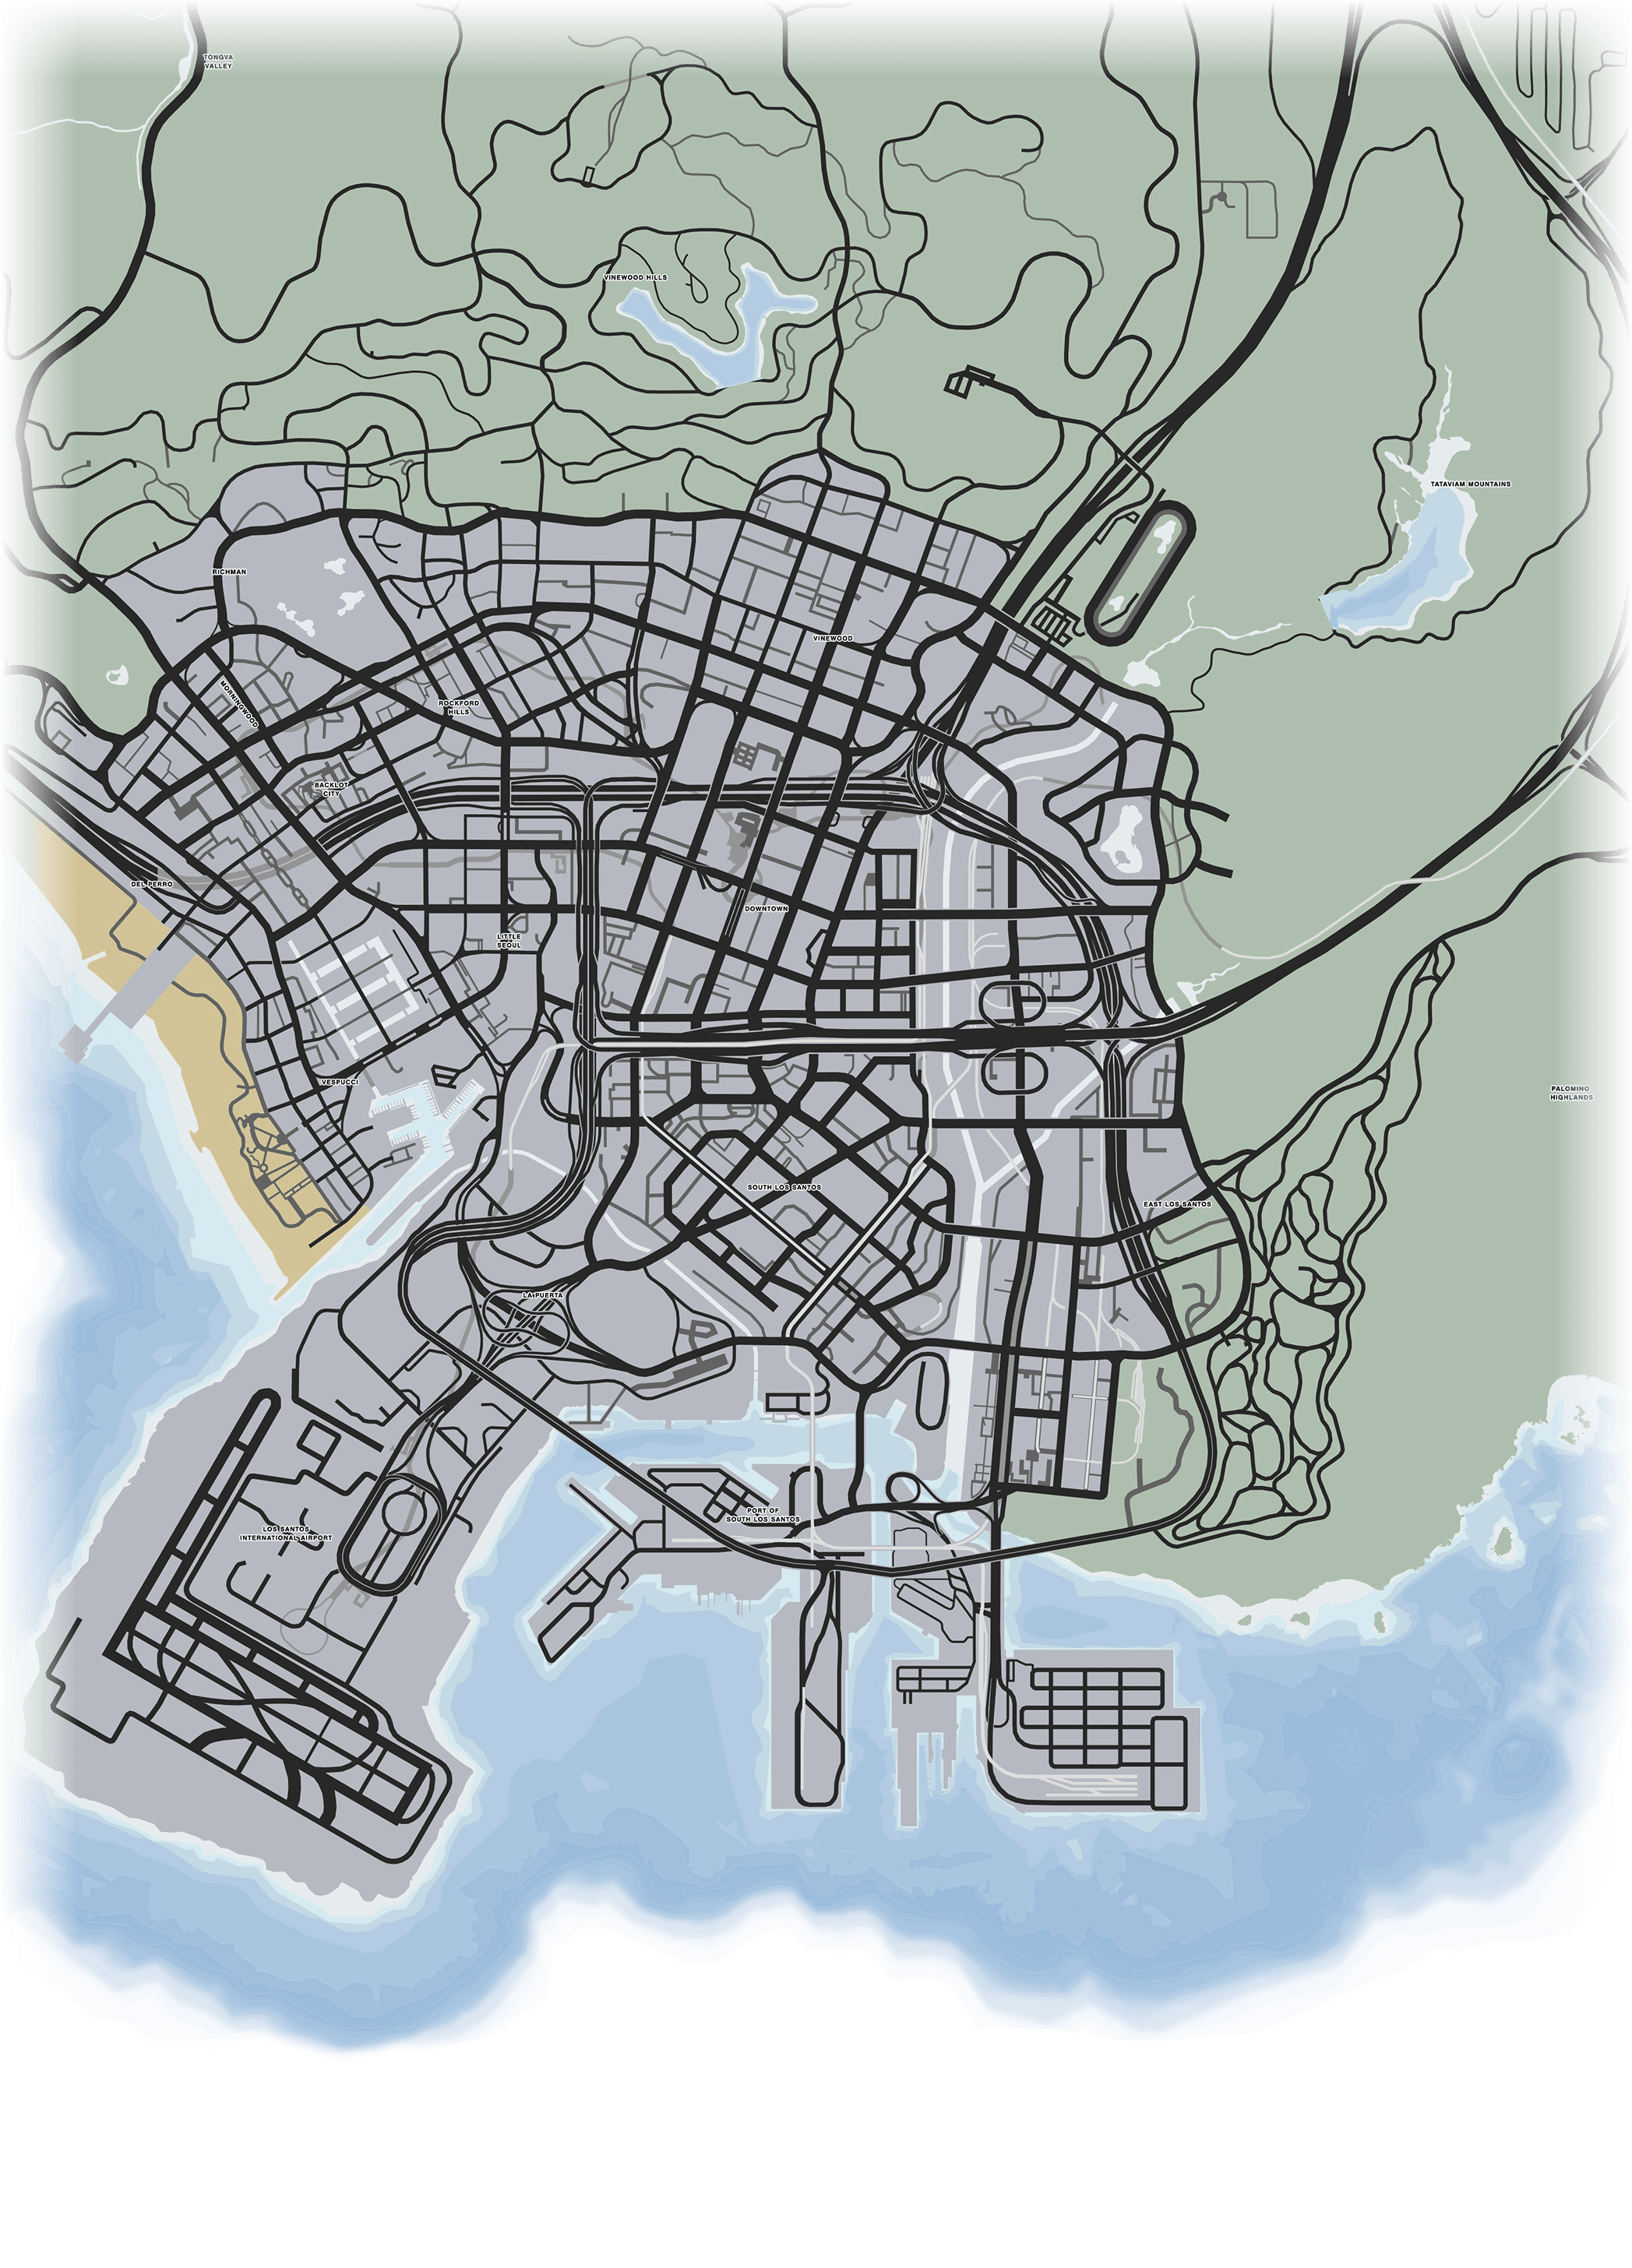 TONGVA
VALLEY
VINEWOOD HILLS
TATAVIAM MOUNTAINS
RICHMAN
VINEWOOD
MORNINGWOOD
ROCKFORD
HILLS
BACKLOT
CITY
DEL PERRO
DOWNTOWN
LITTLE
SEOUL
VESPUCCI
PALOMINO
HIGHLANDS
SOUTH LOS SANTOS
EAST LOS SANTOS
LA PUERTA
PORT OF
SOUTH LOS SANTOS
LOS SANTOS
INTERNATIONAL AIRPORT